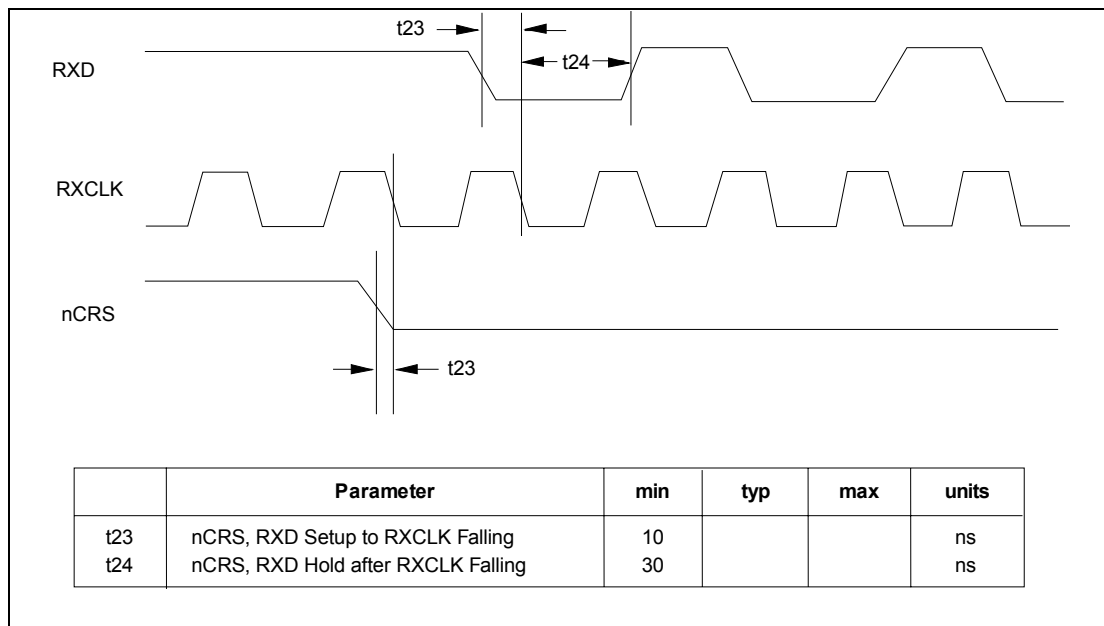 t23
t24
RXD
RXCLK
nCRS
t23
Parameter min typ max units
t23 nCRS, RXD Setup to RXCLK Falling 10 ns
t24 nCRS, RXD Hold after RXCLK Falling 30 ns